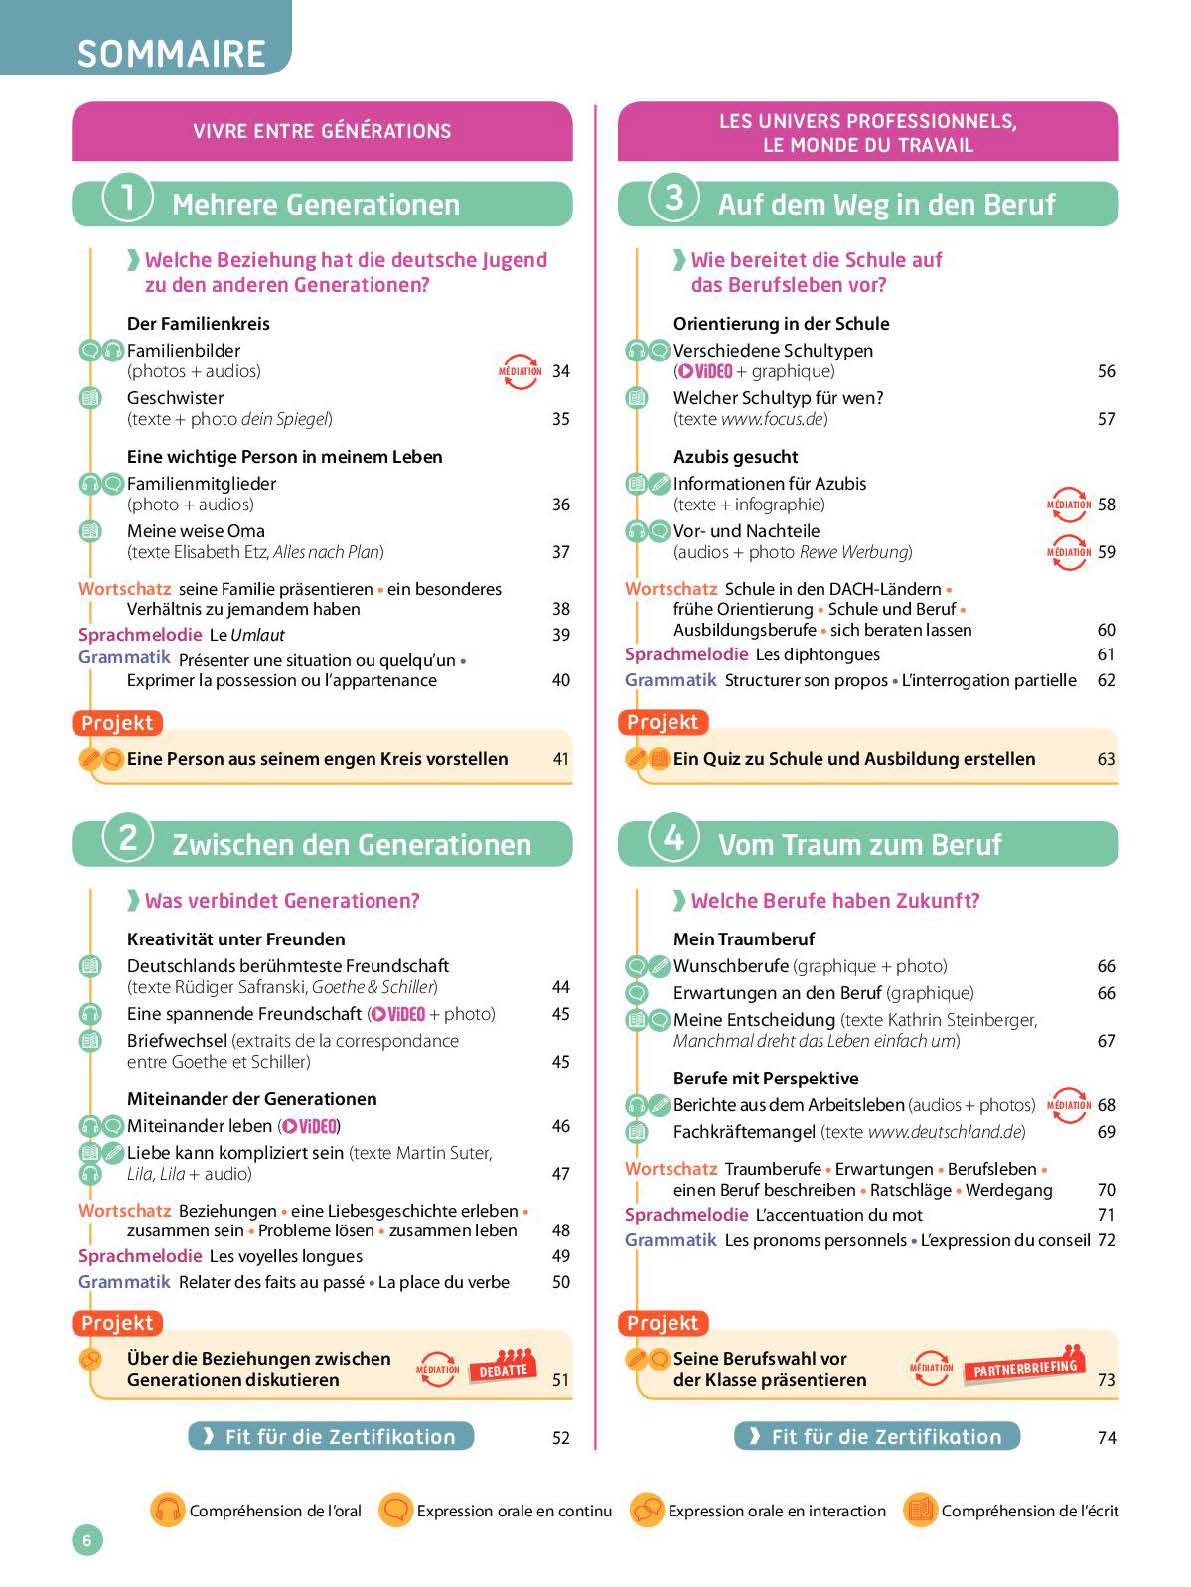 SOMMAIRE
VIVRE ENTRE GÉNÉRATIONS
1 Mehrere Generationen
Welche Beziehung hat die deutsche Jugend
zu den anderen Generationen?
Der Familienkreis
Familienbilder
(photos + audios) MÉDIATION 34
Geschwister
(texte + photo dein Spiegel) 35
Eine wichtige Person in meinem Leben
Familienmitglieder
(photo + audios) 36
Meine weise Oma
(texte Elisabeth Etz, Alles nach Plan) 37
Wortschatz seine Familie präsentieren • ein besonderes
Verhältnis zu jemandem haben 38
Sprachmelodie Le Umlaut 39
Grammatik Présenter une situation ou quelqu'un •
Exprimer la possession ou l'appartenance 40
Projekt
Eine Person aus seinem engen Kreis vorstellen 41
2 Zwischen den Generationen
Was verbindet Generationen?
Kreativität unter Freunden
Deutschlands berühmteste Freundschaft
(texte Rüdiger Safranski, Goethe & Schiller) 44
Eine spannende Freundschaft (ViDEO + photo) 45
Briefwechsel (extraits de la correspondance
entre Goethe et Schiller) 45
Miteinander der Generationen
Miteinander leben (ViDEO) 46
Liebe kann kompliziert sein (texte Martin Suter,
Lila, Lila + audio) 47
Wortschatz Beziehungen • eine Liebesgeschichte erleben •
zusammen sein • Probleme lösen • zusammen leben 48
Sprachmelodie Les voyelles longues 49
Grammatik Relater des faits au passé • La place du verbe 50
Projekt
Über die Beziehungen zwischen
Generationen diskutieren MÉDIATION DEBATTE 51
Fit für die Zertifikation 52
LES UNIVERS PROFESSIONNELS,
LE MONDE DU TRAVAIL
3 Auf dem Weg in den Beruf
Wie bereitet die Schule auf
das Berufsleben vor?
Orientierung in der Schule
Verschiedene Schultypen
(ViDEO + graphique) 56
Welcher Schultyp für wen?
(texte www.focus.de) 57
Azubis gesucht
Informationen für Azubis
(texte + infographie) MÉDIATION 58
Vor- und Nachteile
(audios + photo Rewe Werbung) MÉDIATION 59
Wortschatz Schule in den DACH-Ländern •
frühe Orientierung • Schule und Beruf •
Ausbildungsberufe • sich beraten lassen 60
Sprachmelodie Les diphtongues 61
Grammatik Structurer son propos • L'interrogation partielle 62
Projekt
Ein Quiz zu Schule und Ausbildung erstellen 63
4 Vom Traum zum Beruf
Welche Berufe haben Zukunft?
Mein Traumberuf
Wunschberufe (graphique + photo) 66
Erwartungen an den Beruf (graphique) 66
Meine Entscheidung (texte Kathrin Steinberger,
Manchmal dreht das Leben einfach um) 67
Berufe mit Perspektive
Berichte aus dem Arbeitsleben (audios + photos) MÉDIATION 68
Fachkräftemangel (texte www.deutschland.de) 69
Wortschatz Traumberufe • Erwartungen • Berufsleben •
einen Beruf beschreiben • Ratschläge • Werdegang 70
Sprachmelodie L'accentuation du mot 71
Grammatik Les pronoms personnels • L'expression du conseil 72
Projekt
Seine Berufswahl vor
der Klasse präsentieren MÉDIATION PARTNERBRIEFING 73
Fit für die Zertifikation 74
Compréhension de l'oral Expression orale en continu Expression orale en interaction Compréhension de l'écrit
6